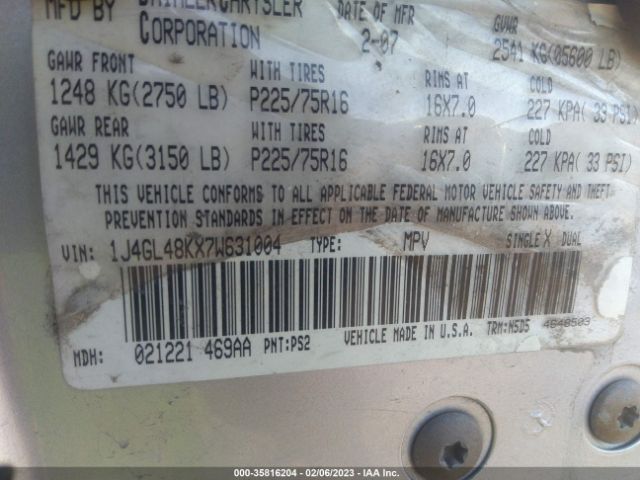 MFD BY DAIMLERCHRYSLER CORPORATION DATE OF MFR 2-07 GVWR 2541 KG(05600 LB)
GAWR FRONT WITH TIRES RIMS AT COLD
1248 KG(2750 LB) P225/75R16 16X7.0 227 KPA( 33 PSI)
GAWR REAR WITH TIRES RIMS AT COLD
1429 KG(3150 LB) P225/75R16 16X7.0 227 KPA( 33 PSI)
THIS VEHICLE CONFORMS TO ALL APPLICABLE FEDERAL MOTOR VEHICLE SAFETY AND THEFT
PREVENTION STANDARDS IN EFFECT ON THE DATE OF MANUFACTURE SHOWN ABOVE.
VIN: 1J4GL48KX7W631004 TYPE: MPV SINGLE X DUAL
MDH: 021221 469AA PNT:PS2 VEHICLE MADE IN U.S.A. TRM:N5D5 4648503
000-35816204 | 02/06/2023 | IAA Inc.